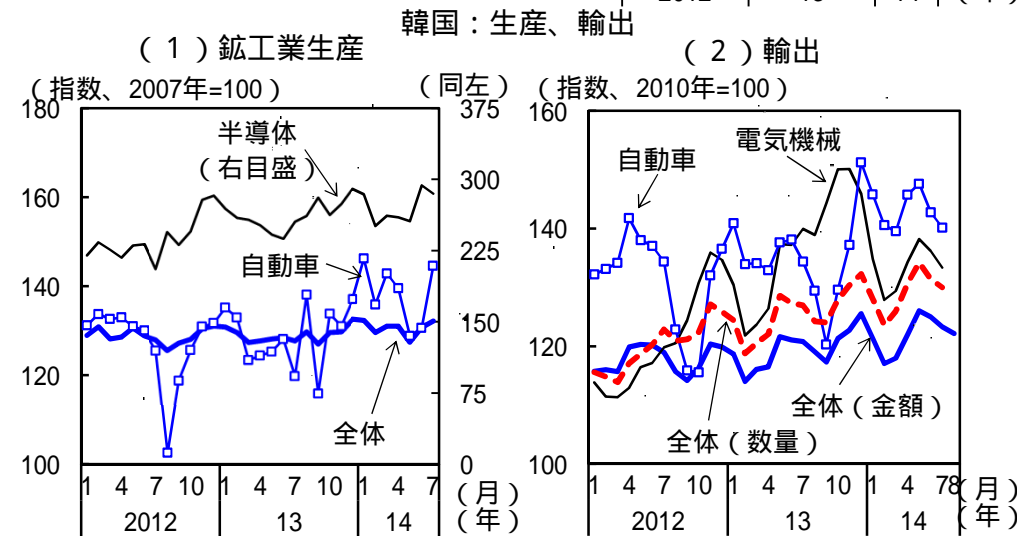 韓国：生産、輸出
（１）鉱工業生産
（指数、2007年=100）
（同左）
180
160
140
120
100
375
300
225
150
75
0
半導体
（右目盛）
自動車
全体
1 4 7 10 1 4 7 10 1 4 7
（月）
2012 13 14
（年）
（２）輸出
（指数、2010年=100）
160
140
120
100
自動車
電気機械
全体（金額）
全体（数量）
1 4 7 10 1 4 7 10 1 4 78
（月）
2012 13 14
（年）